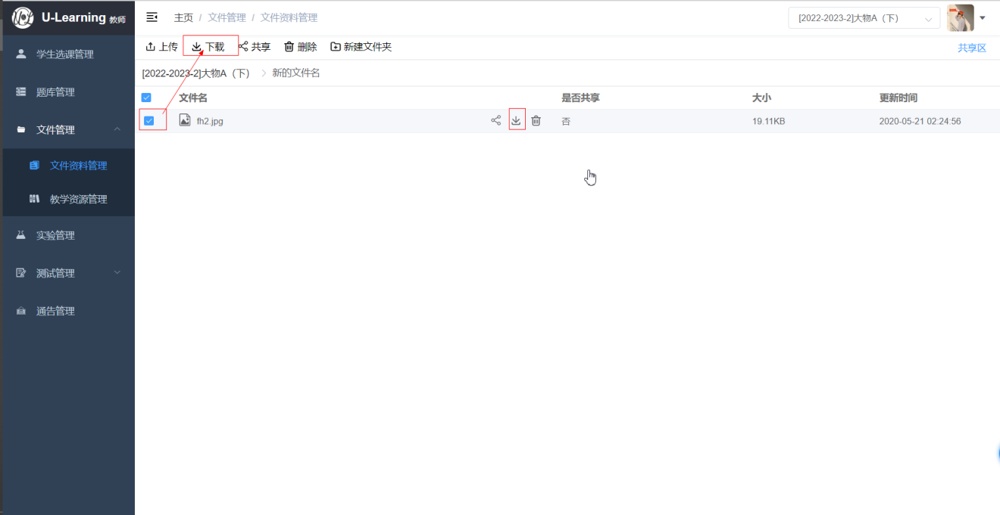 U-Learning 教师
主页 / 文件管理 / 文件资料管理
[2022-2023-2]大物A（下）
学生选课管理
题库管理
文件管理
文件资料管理
教学资源管理
实验管理
测试管理
通告管理
上传 下载 共享 删除 新建文件夹
共享区
[2022-2023-2]大物A（下） > 新的文件名
文件名 是否共享 大小 更新时间
fh2.jpg 否 19.11KB 2020-05-21 02:24:56